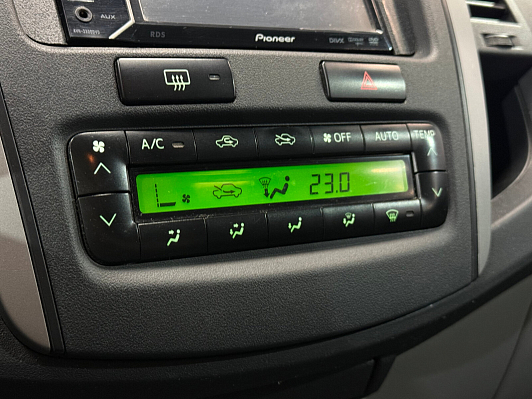 AUX
RDS
Pioneer
DIVX
A/C
OFF
AUTO
TEMP
23.0